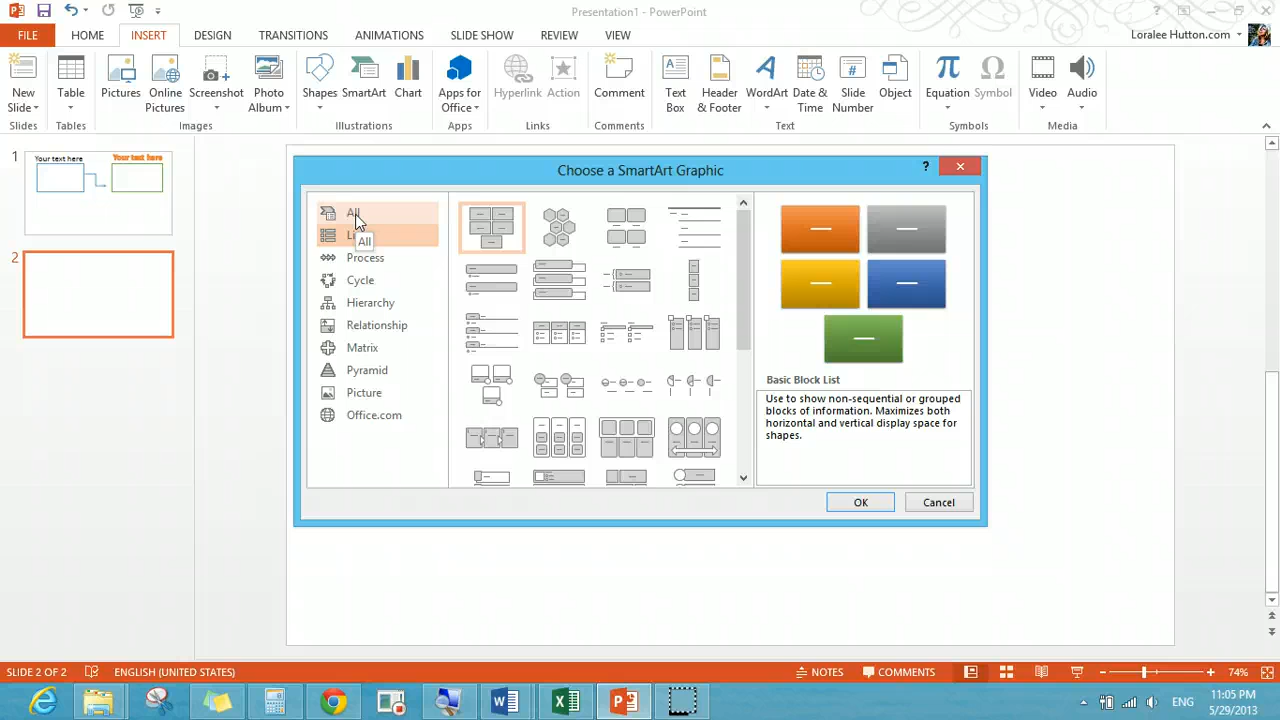 Presentation1 - PowerPoint
?
FILE
HOME
INSERT
DESIGN
TRANSITIONS
ANIMATIONS
SLIDE SHOW
REVIEW
VIEW
Loralee Hutton.com
New
Slide
Table
Pictures
Online
Pictures
Screenshot
Photo
Album
Shapes
SmartArt
Chart
Apps for
Office
Hyperlink
Action
Comment
Text
Box
Header
& Footer
WordArt
Date &
Time
Slide
Number
Object
Equation
Symbol
Video
Audio
Slides
Tables
Images
Illustrations
Apps
Links
Comments
Text
Symbols
Media
1
Your text here
Your text here
2
Choose a SmartArt Graphic
?
All
All
Process
Cycle
Hierarchy
Relationship
Matrix
Pyramid
Picture
Office.com
Basic Block List
Use to show non-sequential or grouped
blocks of information. Maximizes both
horizontal and vertical display space for
shapes.
OK
Cancel
SLIDE 2 OF 2
ENGLISH (UNITED STATES)
NOTES
COMMENTS
74%
ENG
11:05 PM
5/29/2013